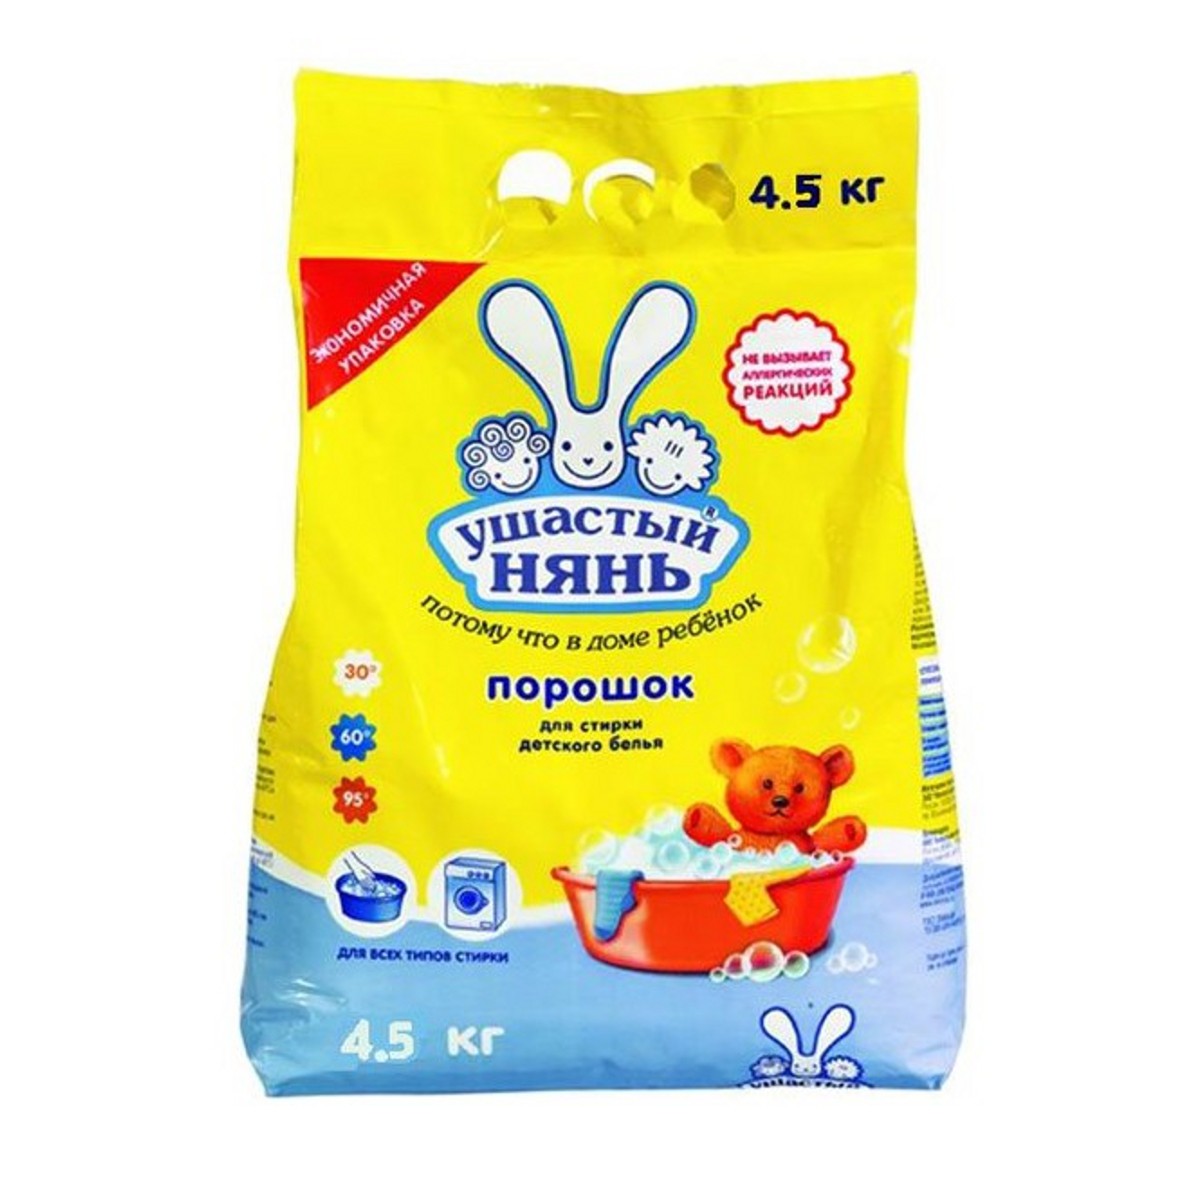 4.5 кг
ЭКОНОМИЧНАЯ
УПАКОВКА
НЕ ВЫЗЫВАЕТ
АЛЛЕРГИЧЕСКИХ
РЕАКЦИЙ
УШАСТЫЙ ®
НЯНЬ
потому что в доме ребёнок
порошок
для стирки
детского белья
30°
60°
95°
ДЛЯ ВСЕХ ТИПОВ СТИРКИ
4.5 кг
УШАСТЫЙ